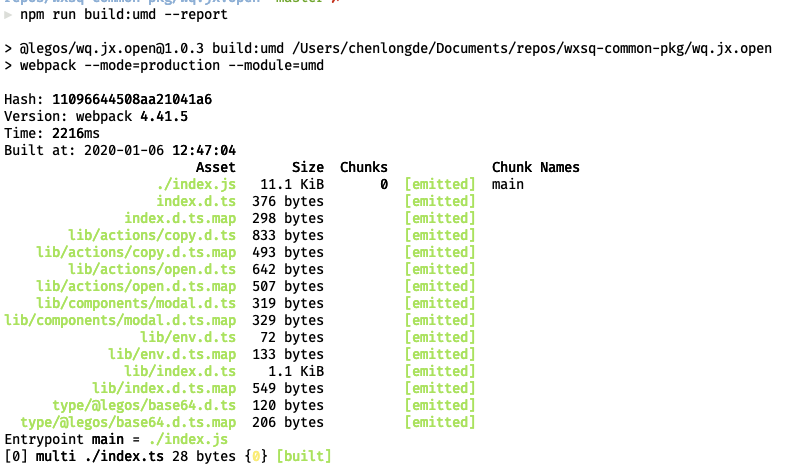 repos/wxsq-common-pkg/wq.jx.open master ✗
▶ npm run build:umd --report
> @legos/wq.jx.open@1.0.3 build:umd /Users/chenlongde/Documents/repos/wxsq-common-pkg/wq.jx.open
> webpack --mode=production --module=umd
Hash: 11096644508aa21041a6
Version: webpack 4.41.5
Time: 2216ms
Built at: 2020-01-06 12:47:04
Asset Size Chunks Chunk Names
./index.js 11.1 KiB 0 [emitted] main
index.d.ts 376 bytes [emitted]
index.d.ts.map 298 bytes [emitted]
lib/actions/copy.d.ts 833 bytes [emitted]
lib/actions/copy.d.ts.map 493 bytes [emitted]
lib/actions/open.d.ts 642 bytes [emitted]
lib/actions/open.d.ts.map 507 bytes [emitted]
lib/components/modal.d.ts 319 bytes [emitted]
lib/components/modal.d.ts.map 329 bytes [emitted]
lib/env.d.ts 72 bytes [emitted]
lib/env.d.ts.map 133 bytes [emitted]
lib/index.d.ts 1.1 KiB [emitted]
lib/index.d.ts.map 549 bytes [emitted]
type/@legos/base64.d.ts 120 bytes [emitted]
type/@legos/base64.d.ts.map 206 bytes [emitted]
Entrypoint main = ./index.js
[0] multi ./index.ts 28 bytes {0} [built]